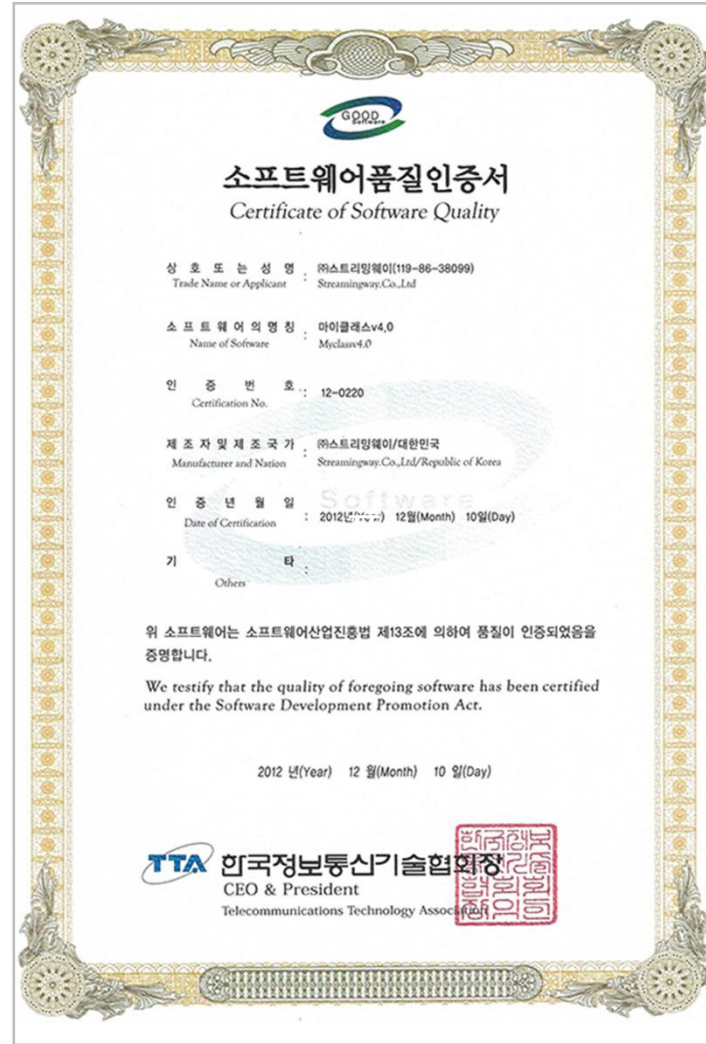 GOOD
Software
소프트웨어품질인증서
Certificate of Software Quality
상 호 또 는 성 명 : ㈜스트리밍웨이(119-86-38099)
Trade Name or Applicant Streamingway.Co.,Ltd
소 프 트 웨 어 의 명 칭 : 마이클래스v4.0
Name of Software Myclassv4.0
인 증 번 호 : 12-0220
Certification No.
제 조 자 및 제 조 국 가 : ㈜스트리밍웨이/대한민국
Manufacturer and Nation Streamingway.Co.,Ltd/Republic of Korea
Software
인 증 년 월 일 : 2012년(Year) 12월(Month) 10일(Day)
Date of Certification
기 타 :
Others
위 소프트웨어는 소프트웨어산업진흥법 제13조에 의하여 품질이 인증되었음을
증명합니다.
We testify that the quality of foregoing software has been certified
under the Software Development Promotion Act.
2012 년(Year) 12 월(Month) 10 일(Day)
TTA 한국정보통신기술협회장
CEO & President
Telecommunications Technology Association